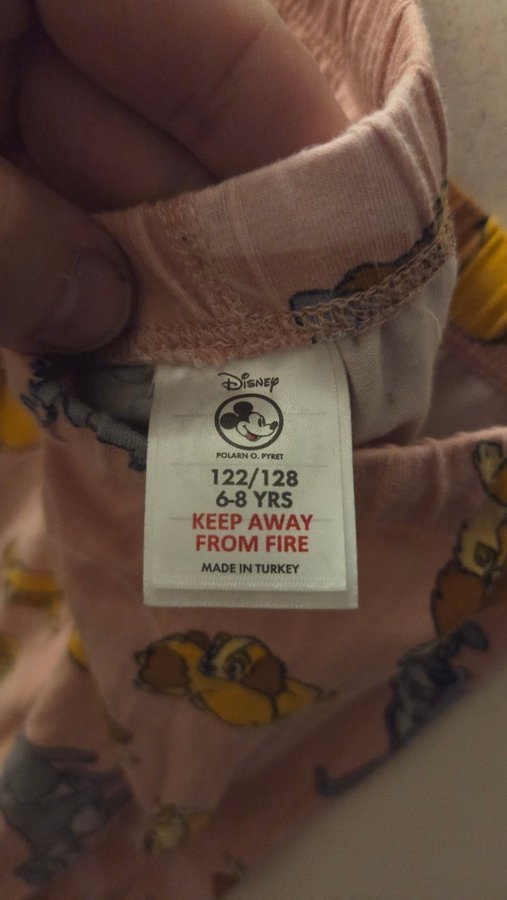 Disney
POLARN O. PYRET
122/128
6-8 YRS
KEEP AWAY
FROM FIRE
MADE IN TURKEY